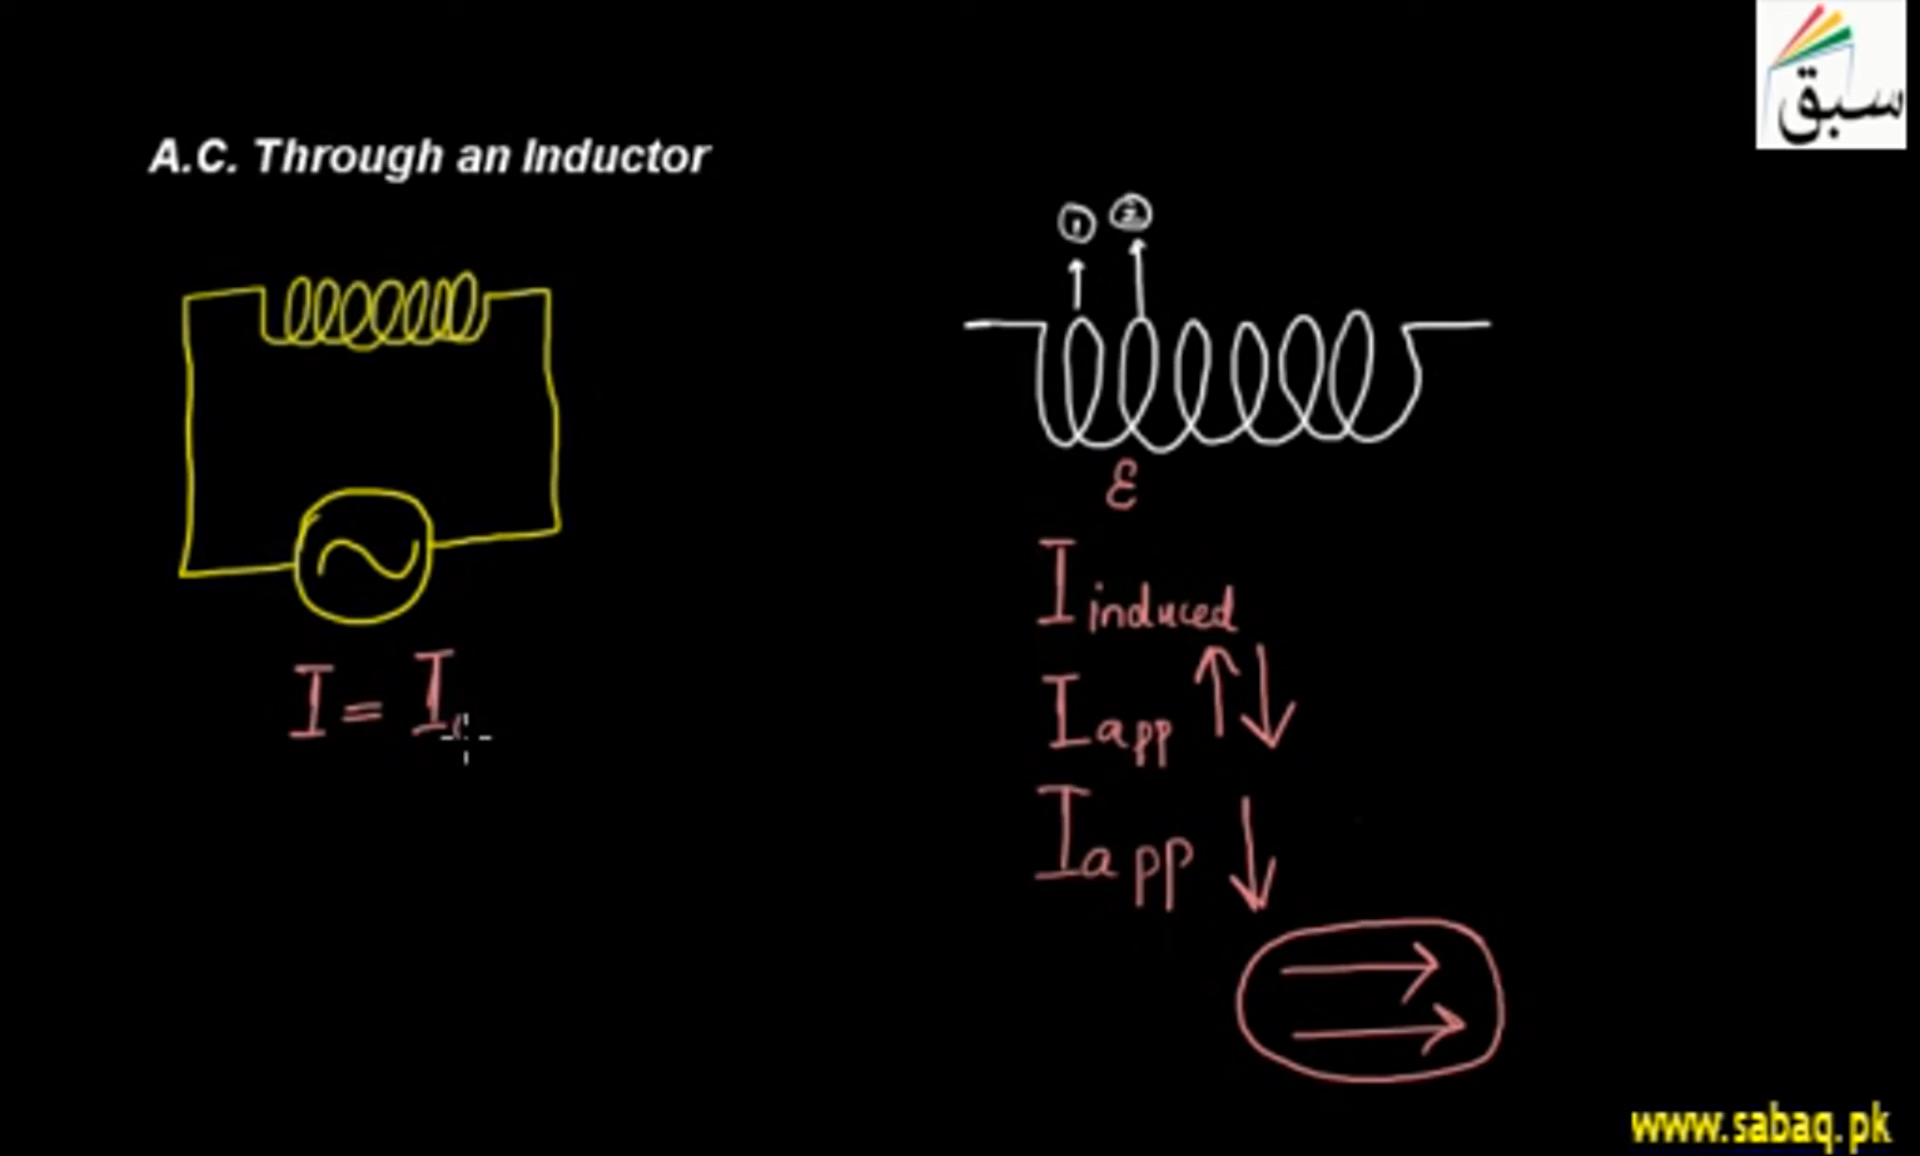 سبق
A.C. Through an Inductor
① ②
ε
I induced
I app ↑↓
I app ↓
I = I
www.sabaq.pk